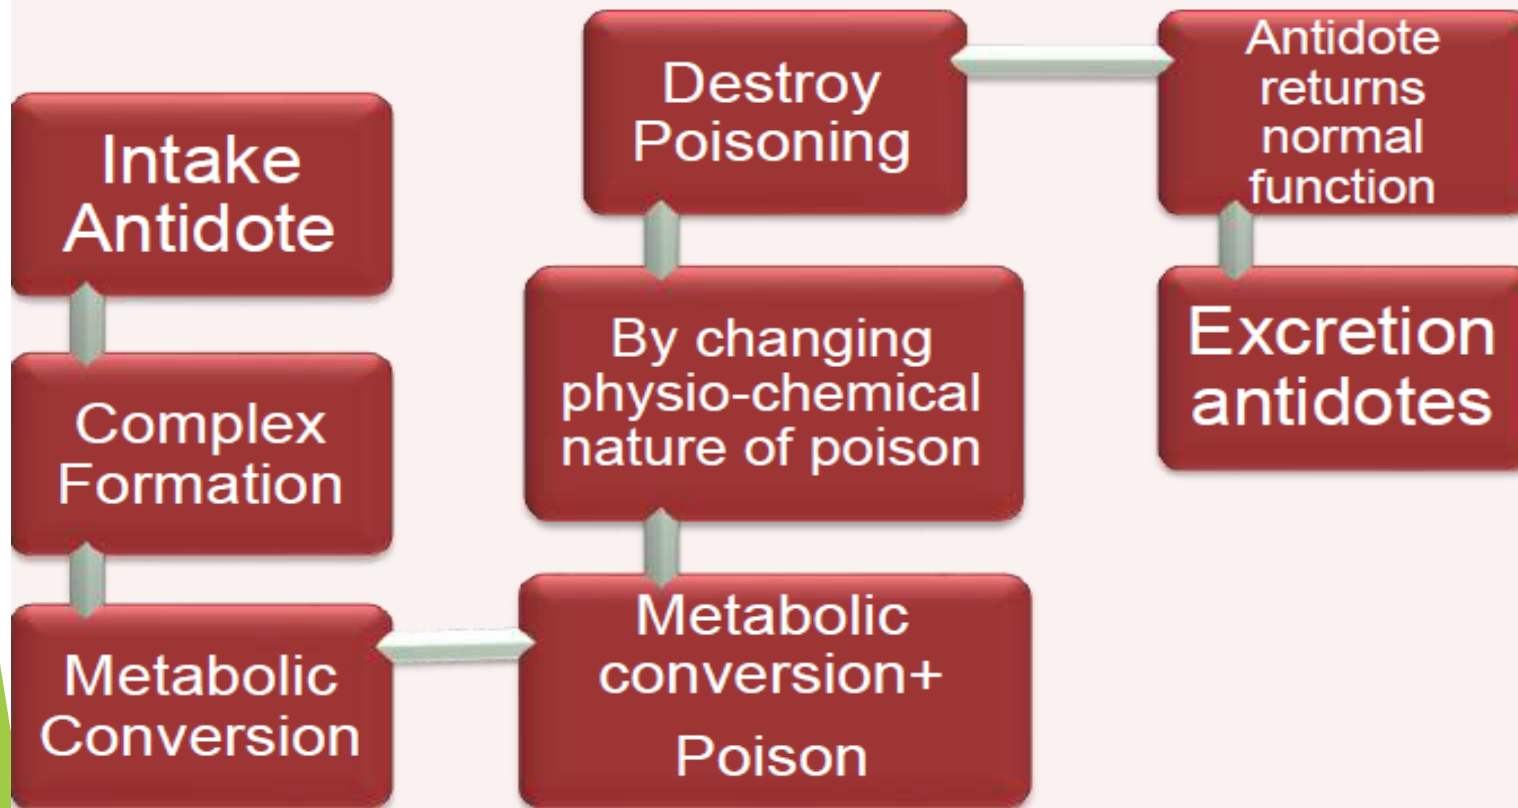 Intake
Antidote
Complex
Formation
Metabolic
Conversion
Metabolic
conversion+
Poison
By changing
physio-chemical
nature of poison
Destroy
Poisoning
Antidote
returns
normal
function
Excretion
antidotes